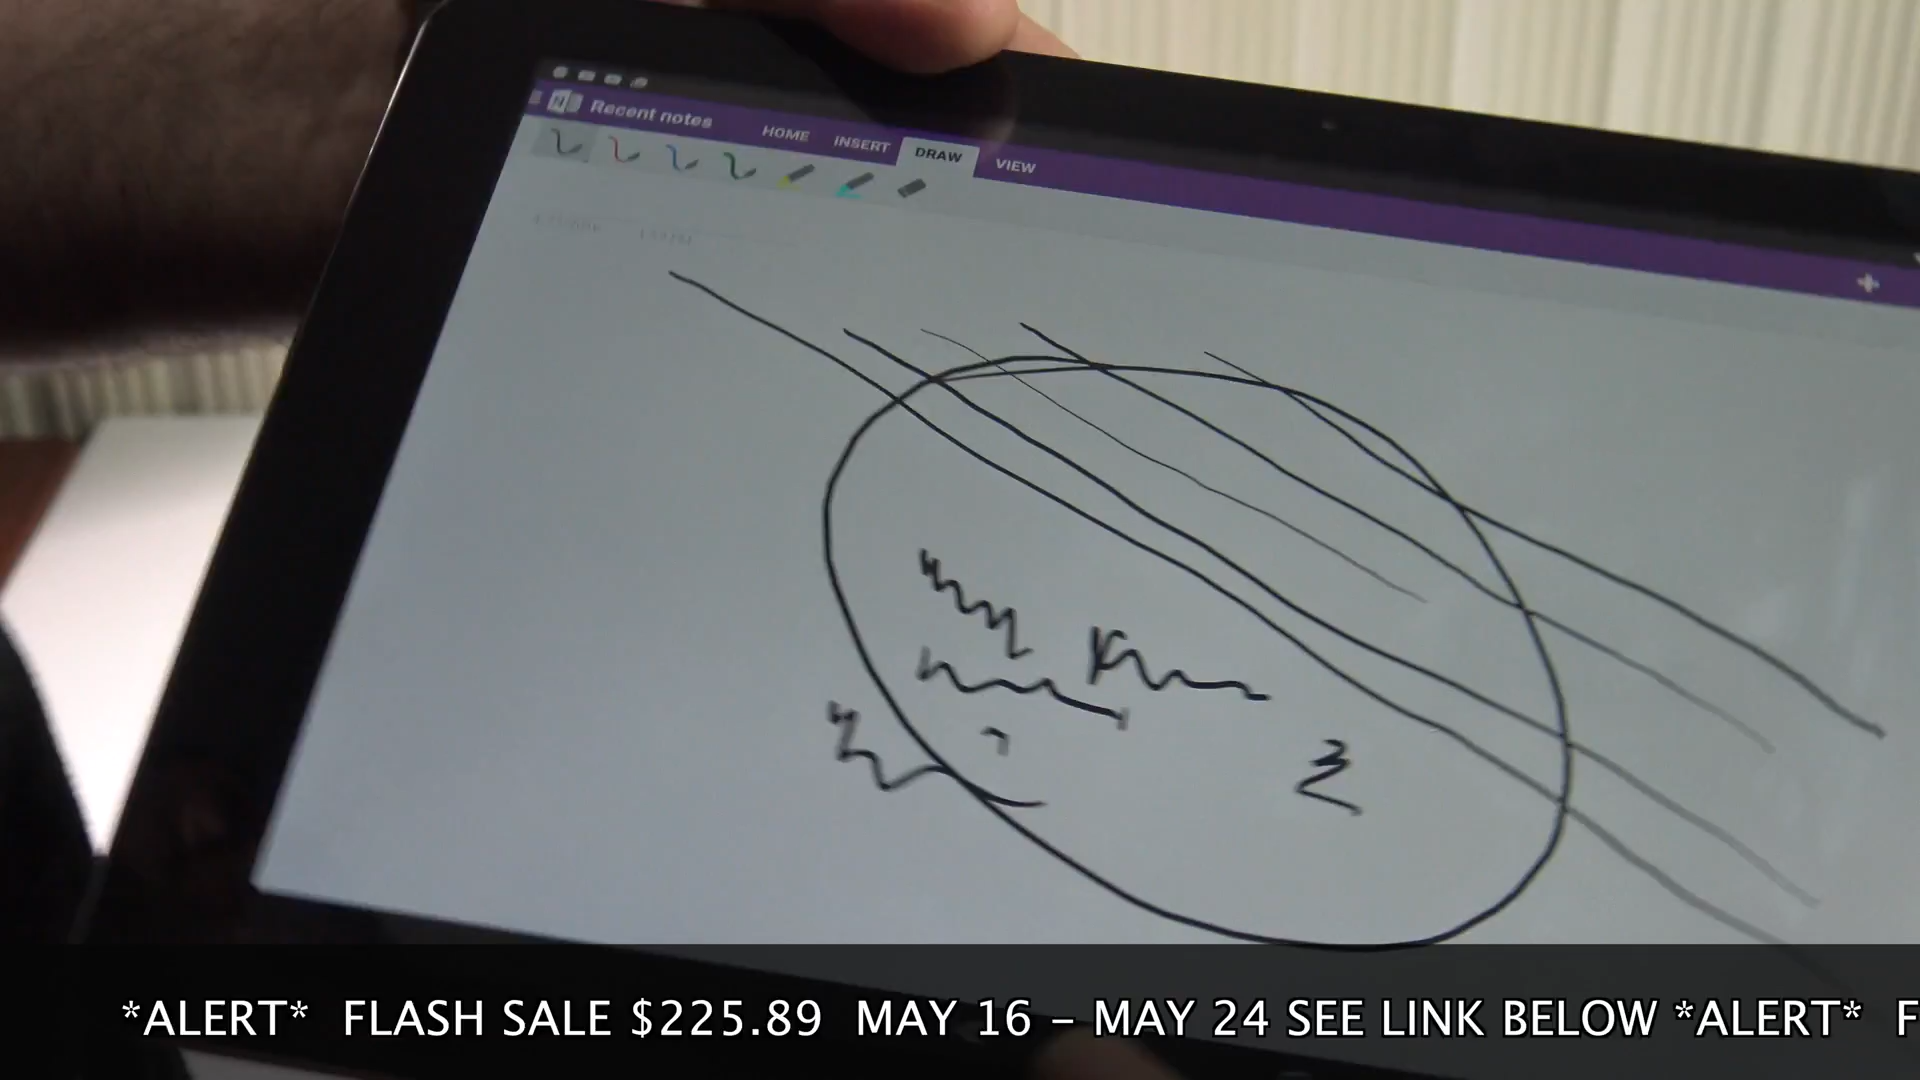 Recent notes
HOME INSERT DRAW VIEW
*ALERT* FLASH SALE $225.89 MAY 16 – MAY 24 SEE LINK BELOW *ALERT* F